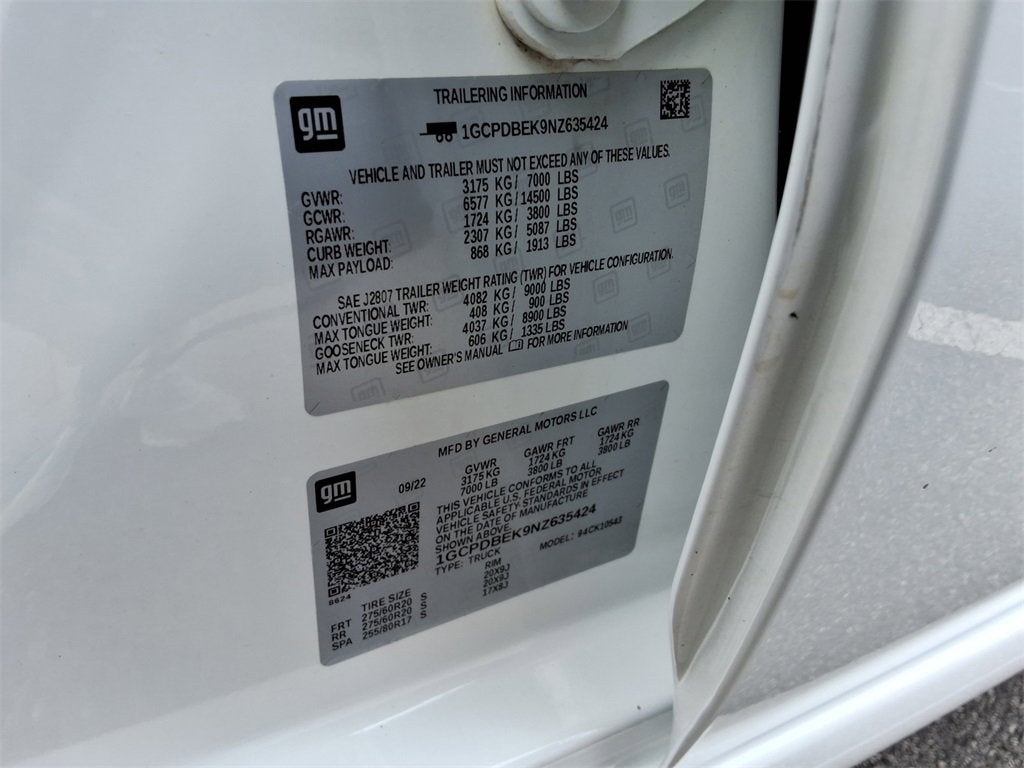 gm
TRAILERING INFORMATION
1GCPDBEK9NZ635424
VEHICLE AND TRAILER MUST NOT EXCEED ANY OF THESE VALUES.
GVWR: 3175 KG/ 7000 LBS
GCWR: 6577 KG/ 14500 LBS
RGAWR: 1724 KG/ 3800 LBS
CURB WEIGHT: 2307 KG/ 5087 LBS
MAX PAYLOAD: 868 KG/ 1913 LBS
SAE J2807 TRAILER WEIGHT RATING (TWR) FOR VEHICLE CONFIGURATION.
CONVENTIONAL TWR: 4082 KG/ 9000 LBS
MAX TONGUE WEIGHT: 408 KG/ 900 LBS
GOOSENECK TWR: 4037 KG/ 8900 LBS
MAX TONGUE WEIGHT: 606 KG/ 1335 LBS
SEE OWNER'S MANUAL FOR MORE INFORMATION
gm
MFD BY GENERAL MOTORS LLC
09/22 GVWR GAWR FRT GAWR RR
3175 KG 1724 KG 1724 KG
7000 LB 3800 LB 3800 LB
THIS VEHICLE CONFORMS TO ALL
APPLICABLE U.S. FEDERAL MOTOR
VEHICLE SAFETY STANDARDS IN EFFECT
ON THE DATE OF MANUFACTURE
SHOWN ABOVE.
1GCPDBEK9NZ635424
TYPE: TRUCK MODEL: 94CK10543
8624
TIRE SIZE RIM
FRT 275/60R20 S 20X9J
RR 275/60R20 S 20X9J
SPA 255/80R17 S 17X8J